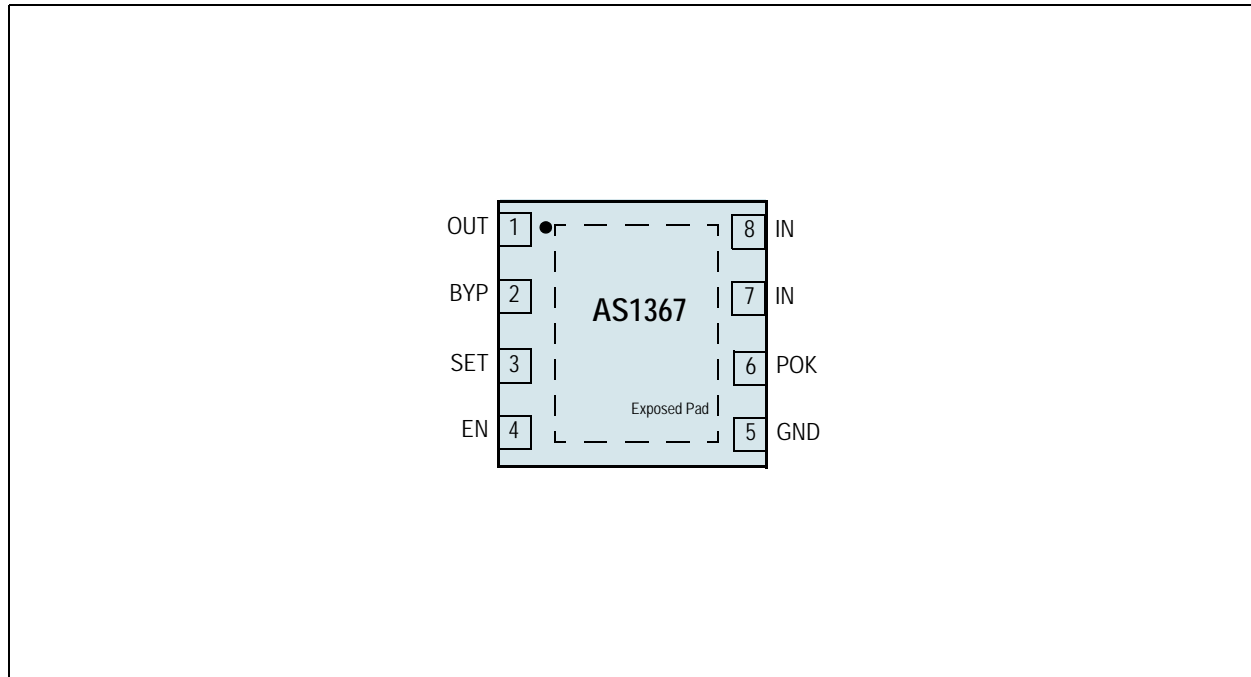 OUT 1
BYP 2
SET 3
EN 4
AS1367
Exposed Pad
8 IN
7 IN
6 POK
5 GND